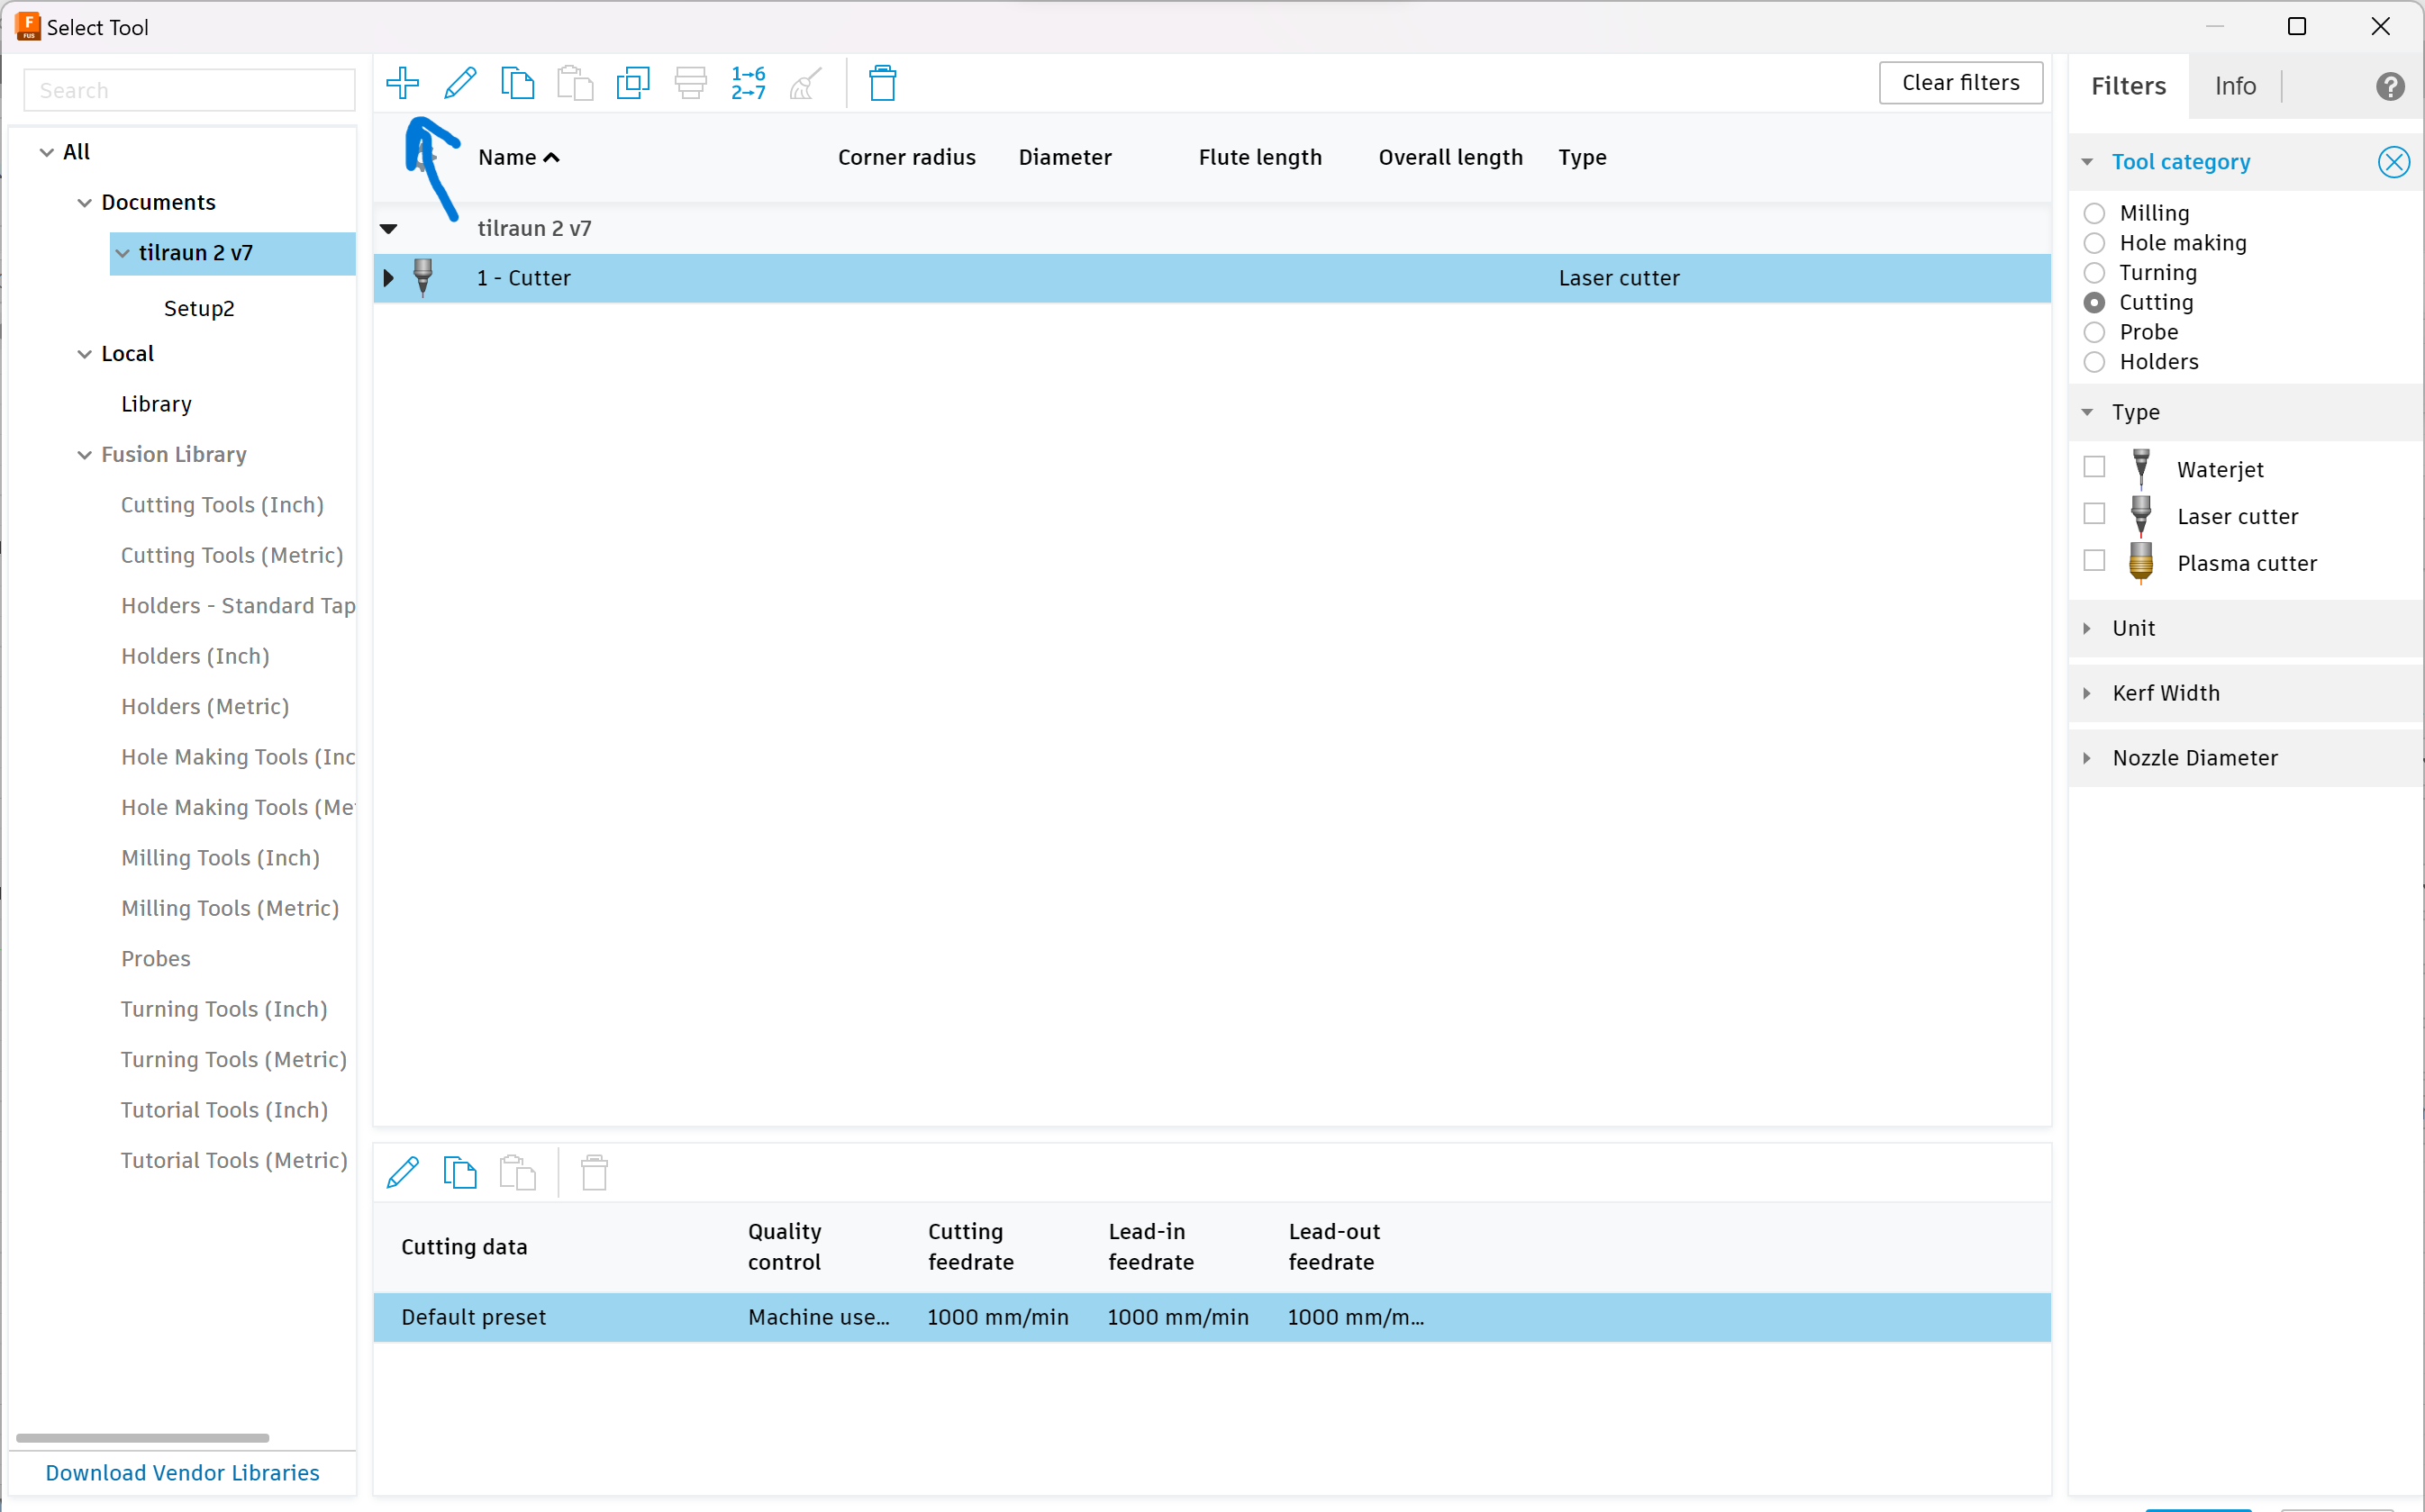 Select Tool
Search
All
Documents
tilraun 2 v7
Setup2
Local
Library
Fusion Library
Cutting Tools (Inch)
Cutting Tools (Metric)
Holders - Standard Tap
Holders (Inch)
Holders (Metric)
Hole Making Tools (Inc
Hole Making Tools (Me
Milling Tools (Inch)
Milling Tools (Metric)
Probes
Turning Tools (Inch)
Turning Tools (Metric)
Tutorial Tools (Inch)
Tutorial Tools (Metric)
Download Vendor Libraries
1→6
2→7
Clear filters
Name Corner radius Diameter Flute length Overall length Type
tilraun 2 v7
1 - Cutter Laser cutter
Cutting data Quality control Cutting feedrate Lead-in feedrate Lead-out feedrate
Default preset Machine use... 1000 mm/min 1000 mm/min 1000 mm/m...
Filters Info ?
Tool category
Milling
Hole making
Turning
Cutting
Probe
Holders
Type
Waterjet
Laser cutter
Plasma cutter
Unit
Kerf Width
Nozzle Diameter